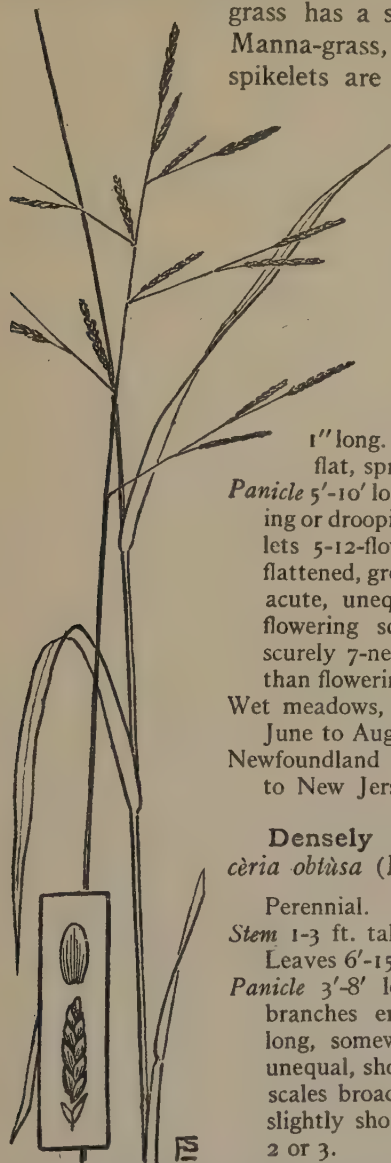 grass has a s
Manna-grass,
spikelets are
1″ long.
flat, spr
Panicle 5′-10′ lo
ing or droopi
lets 5-12-flo
flattened, gre
acute, uneq
flowering sc
scurely 7-ne
than flowerin
Wet meadows,
June to Aug
Newfoundland
to New Jers
Densely
cèria obtùsa (
Perennial.
Stem 1-3 ft. tal
Leaves 6′-15
Panicle 3′-8′ lo
branches er
long, somew
unequal, sho
scales broad
slightly sho
2 or 3.